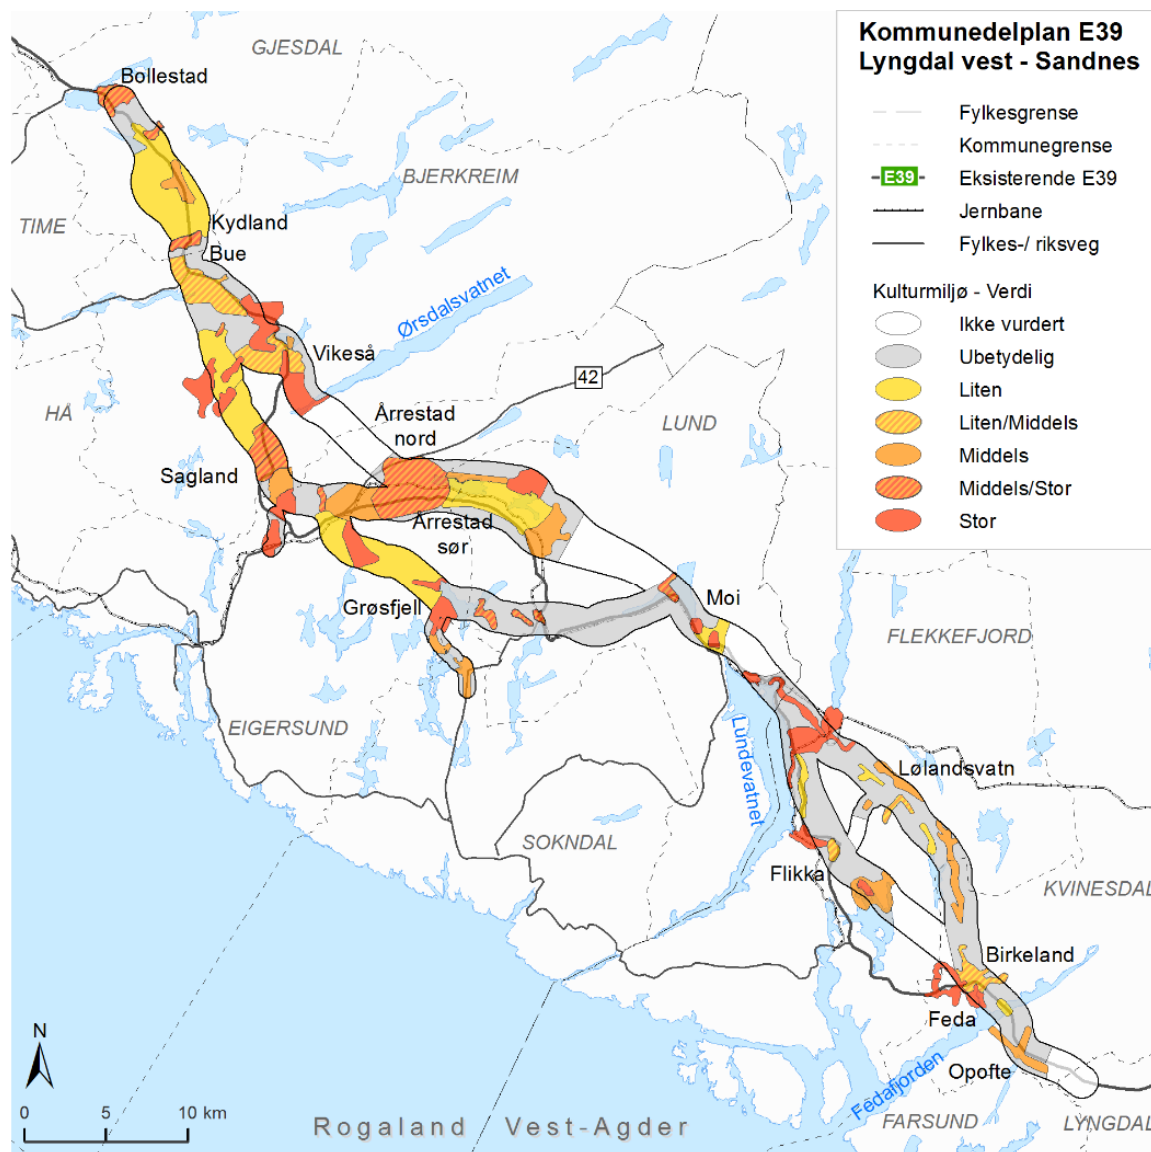 Kommunedelplan E39
Lyngdal vest - Sandnes
Fylkesgrense
Kommunegrense
E39
Eksisterende E39
Jernbane
Fylkes-/ riksveg
Kulturmiljø - Verdi
Ikke vurdert
Ubetydelig
Liten
Liten/Middels
Middels
Middels/Stor
Stor
GJESDAL
Bollestad
BJERKREIM
TIME
Kydland
Bue
Ørsdalsvatnet
Vikeså
42
HÅ
Årrestad
nord
LUND
Sagland
Årrestad
sør
Grøsfjell
Moi
FLEKKEFJORD
EIGERSUND
Lundevatnet
Lølandsvatn
SOKNDAL
Flikka
KVINESDAL
Birkeland
Feda
Opofte
Fedafjorden
FARSUND
LYNGDAL
N
0 5 10 km
Rogaland Vest-Agder